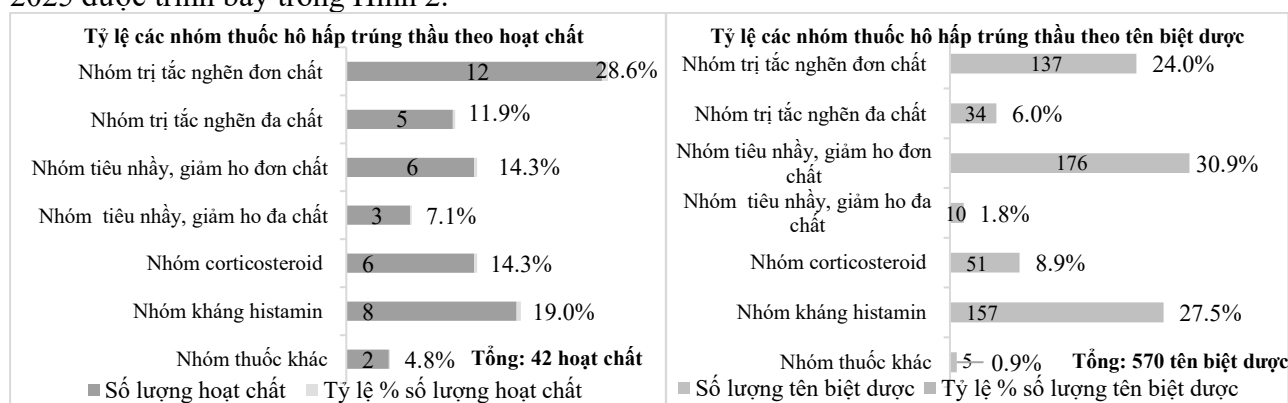 2025 được trình bày trong Hình 2.
Tỷ lệ các nhóm thuốc hô hấp trúng thầu theo hoạt chất
Nhóm trị tắc nghẽn đơn chất 12 28.6%
Nhóm trị tắc nghẽn đa chất 5 11.9%
Nhóm tiêu nhầy, giảm ho đơn chất 6 14.3%
Nhóm tiêu nhầy, giảm ho đa chất 3 7.1%
Nhóm corticosteroid 6 14.3%
Nhóm kháng histamin 8 19.0%
Nhóm thuốc khác 2 4.8% Tổng: 42 hoạt chất
Số lượng hoạt chất Tỷ lệ % số lượng hoạt chất
Tỷ lệ các nhóm thuốc hô hấp trúng thầu theo tên biệt dược
Nhóm trị tắc nghẽn đơn chất 137 24.0%
Nhóm trị tắc nghẽn đa chất 34 6.0%
Nhóm tiêu nhầy, giảm ho đơn
chất 176 30.9%
Nhóm tiêu nhầy, giảm ho đa
chất 10 1.8%
Nhóm corticosteroid 51 8.9%
Nhóm kháng histamin 157 27.5%
Nhóm thuốc khác 5 0.9% Tổng: 570 tên biệt dược
Số lượng tên biệt dược Tỷ lệ % số lượng tên biệt dược